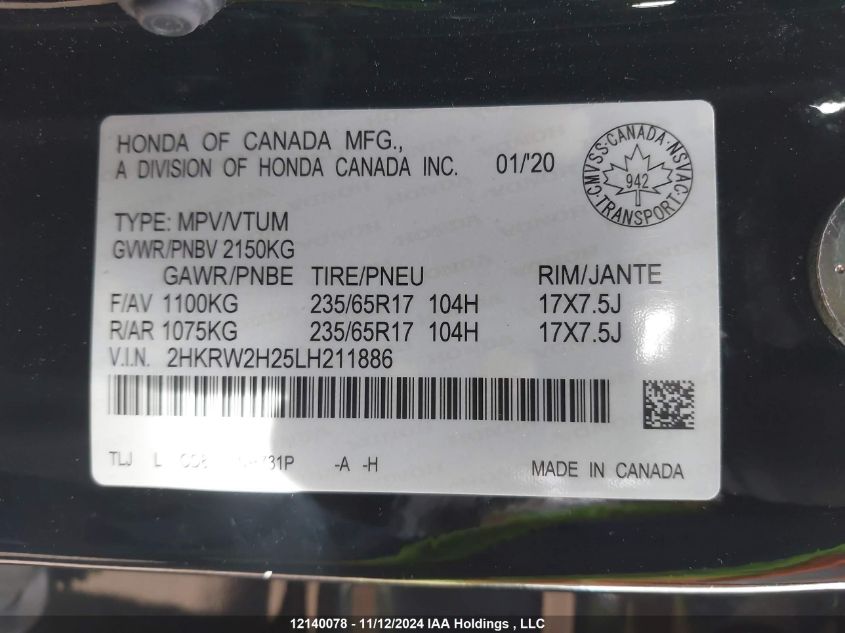 HONDA OF CANADA MFG.,
A DIVISION OF HONDA CANADA INC. 01/'20
CMVSS·CANADA·NSVAC·TRANSPORT
942
TYPE: MPV/VTUM
GVWR/PNBV 2150KG
GAWR/PNBE TIRE/PNEU RIM/JANTE
F/AV 1100KG 235/65R17 104H 17X7.5J
R/AR 1075KG 235/65R17 104H 17X7.5J
V.I.N. 2HKRW2H25LH211886
TLJ L -A -H MADE IN CANADA
12140078 - 11/12/2024 IAA Holdings , LLC